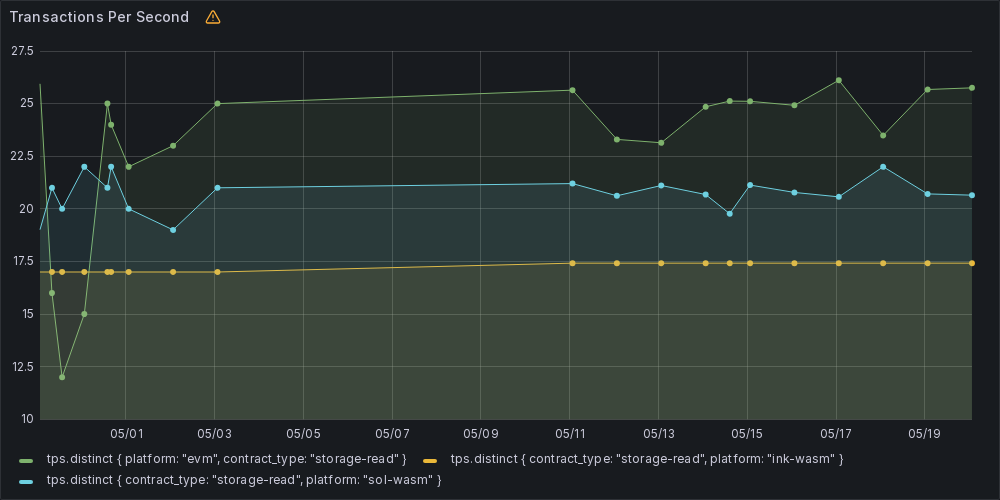 Transactions Per Second
27.5
25
22.5
20
17.5
15
12.5
10
05/01 05/03 05/05 05/07 05/09 05/11 05/13 05/15 05/17 05/19
tps.distinct { platform: "evm", contract_type: "storage-read" } tps.distinct { contract_type: "storage-read", platform: "ink-wasm" }
tps.distinct { contract_type: "storage-read", platform: "sol-wasm" }